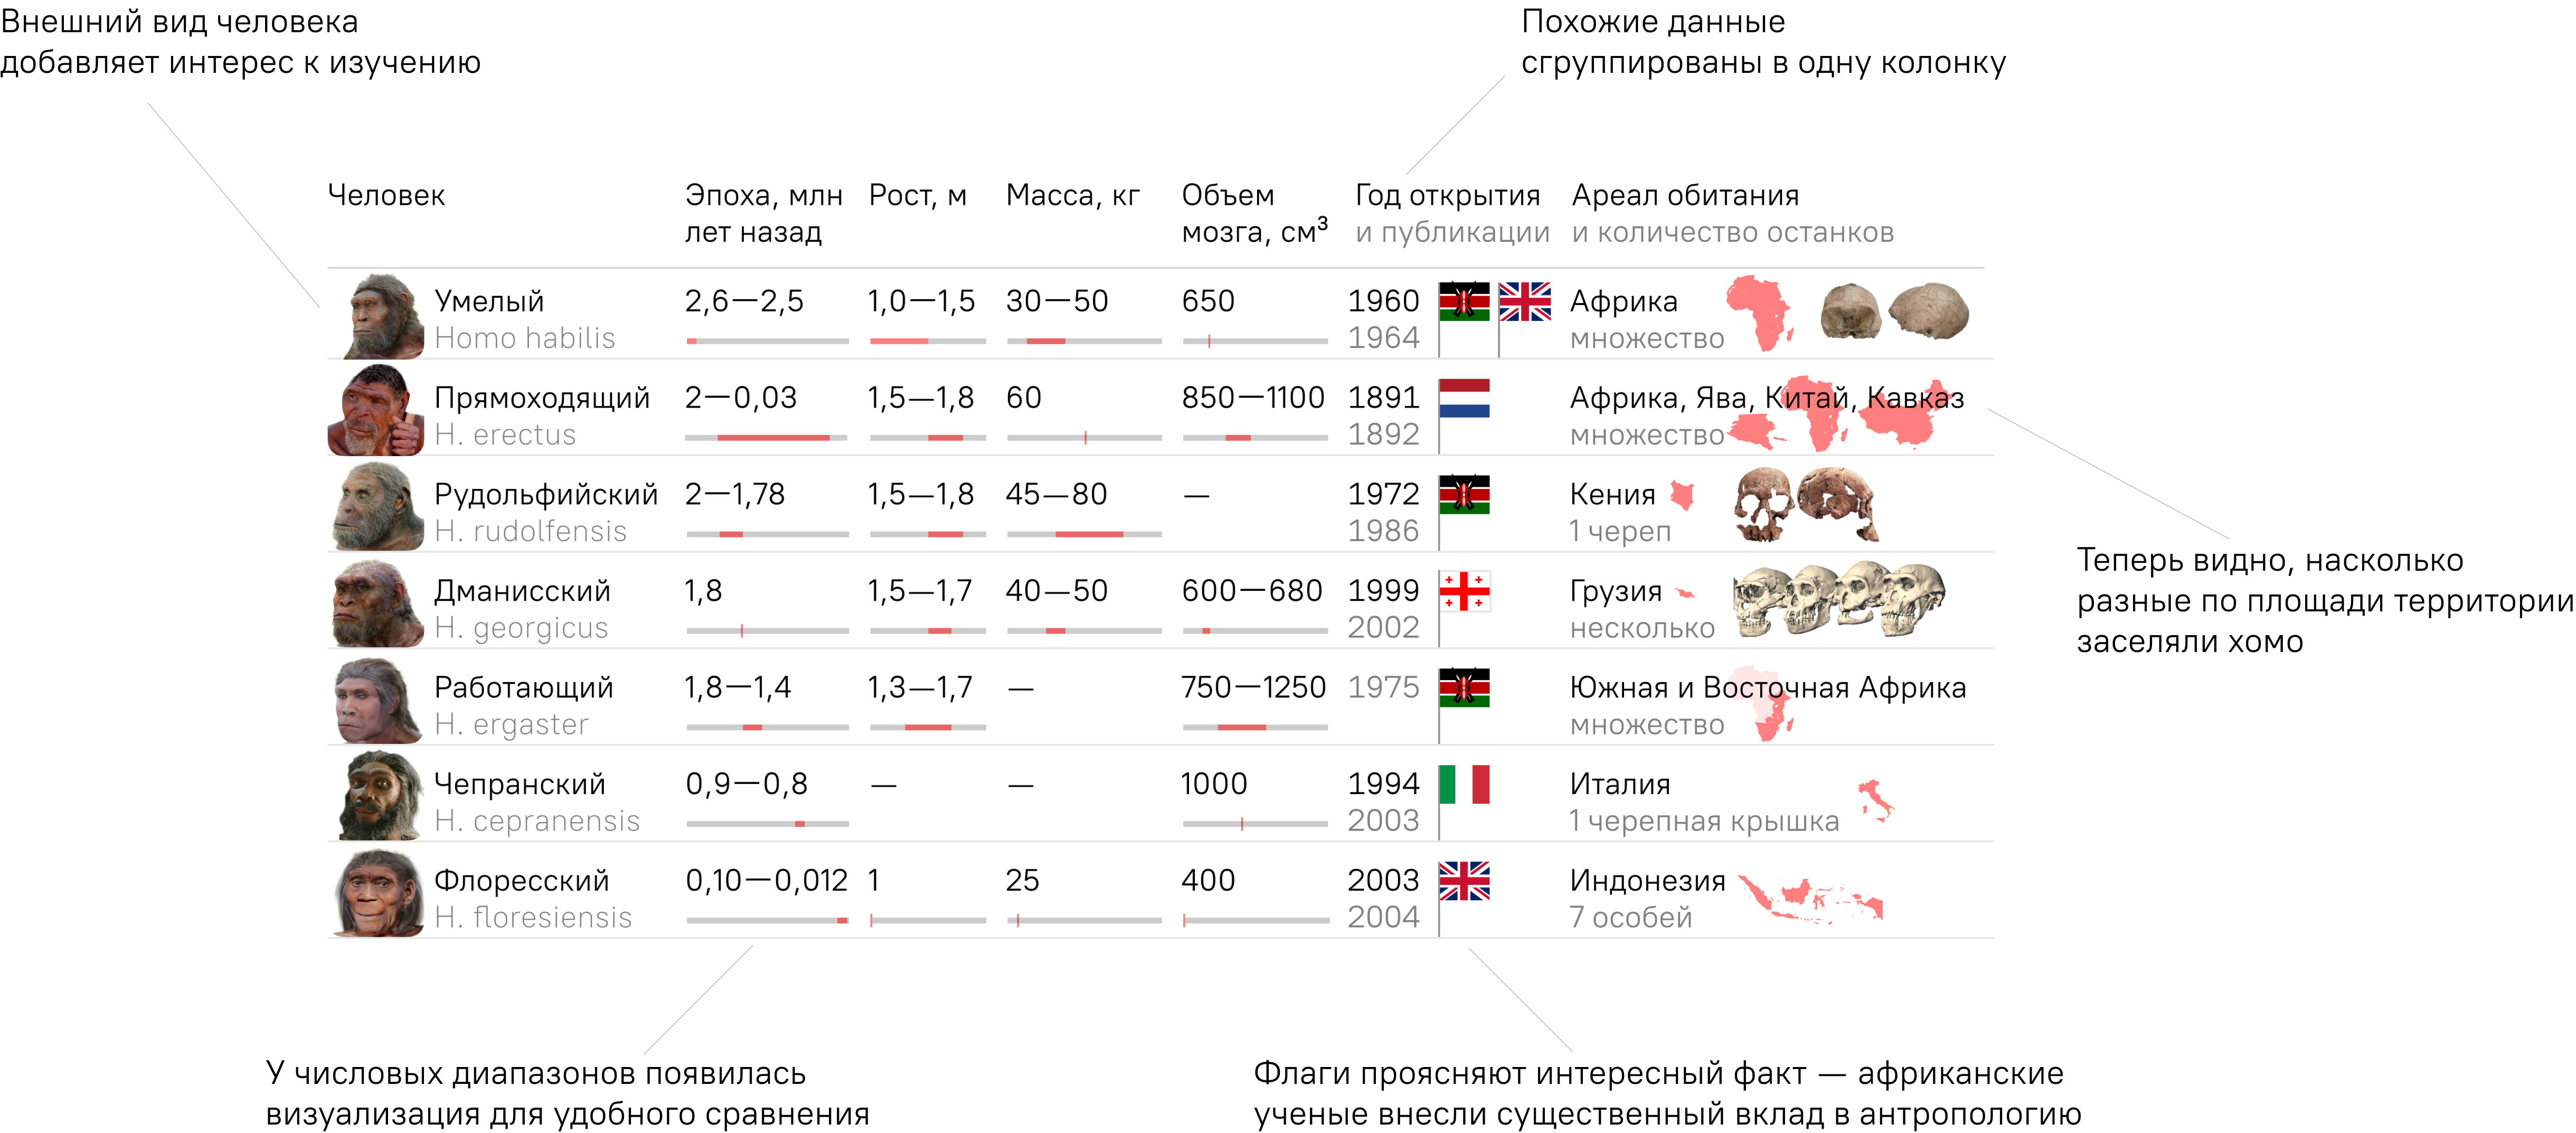 Внешний вид человека
добавляет интерес к изучению
Похожие данные
сгруппированы в одну колонку
Человек
Эпоха, млн
лет назад
Рост, м
Масса, кг
Объем
мозга, см³
Год открытия
и публикации
Ареал обитания
и количество останков
Умелый
Homo habilis
2,6—2,5
1,0—1,5
30—50
650
1960
1964
Африка
множество
Прямоходящий
H. erectus
2—0,03
1,5—1,8
60
850—1100
1891
1892
Африка, Ява, Китай, Кавказ
множество
Рудольфийский
H. rudolfensis
2—1,78
1,5—1,8
45—80
—
1972
1986
Кения
1 череп
Дманисский
H. georgicus
1,8
1,5—1,7
40—50
600—680
1999
2002
Грузия
несколько
Работающий
H. ergaster
1,8—1,4
1,3—1,7
—
750—1250
1975
Южная и Восточная Африка
множество
Чепранский
H. cepranensis
0,9—0,8
—
—
1000
1994
2003
Италия
1 черепная крышка
Флоресский
H. floresiensis
0,10—0,012
1
25
400
2003
2004
Индонезия
7 особей
Теперь видно, насколько
разные по площади территории
заселяли хомо
У числовых диапазонов появилась
визуализация для удобного сравнения
Флаги проясняют интересный факт — африканские
ученые внесли существенный вклад в антропологию